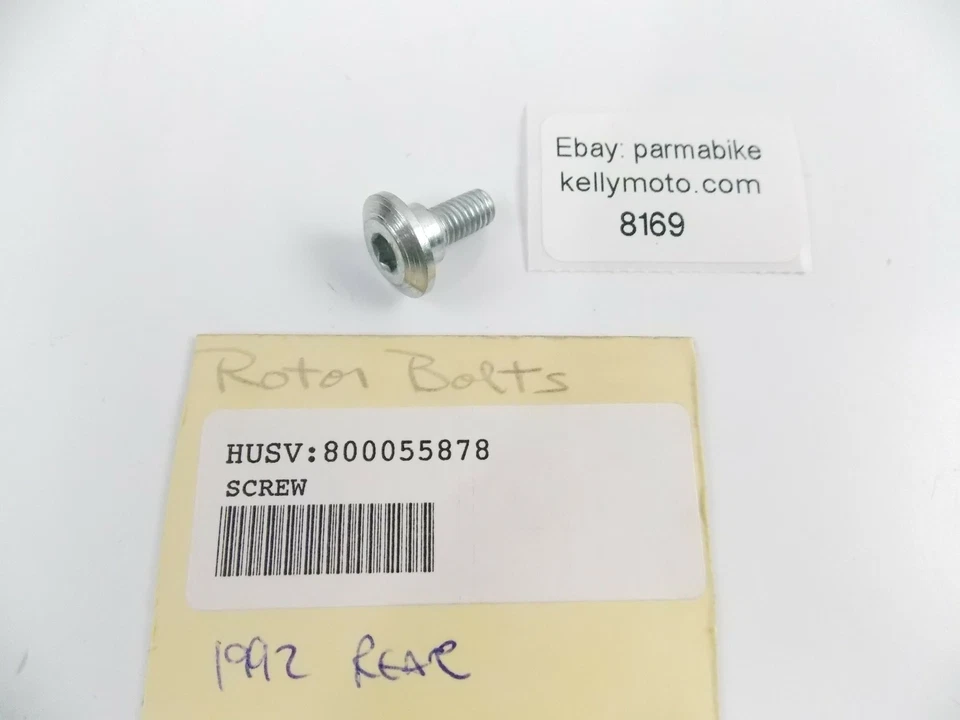 Ebay: parmabike
kellymoto.com
8169
Rotor Bolts
HUSV:800055878
SCREW
1992 REAR